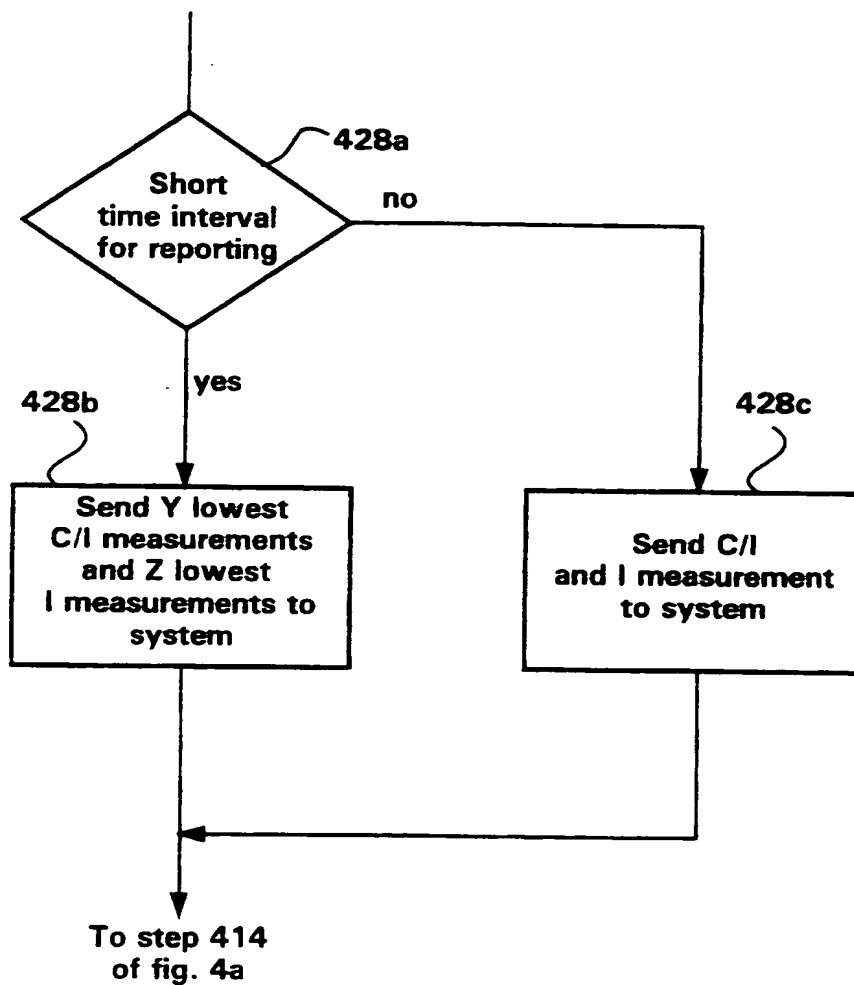 428a
Short
time interval
for reporting
no
yes
428b
428c
Send Y lowest
C/I measurements
and Z lowest
I measurements to
system
Send C/I
and I measurement
to system
To step 414
of fig. 4a